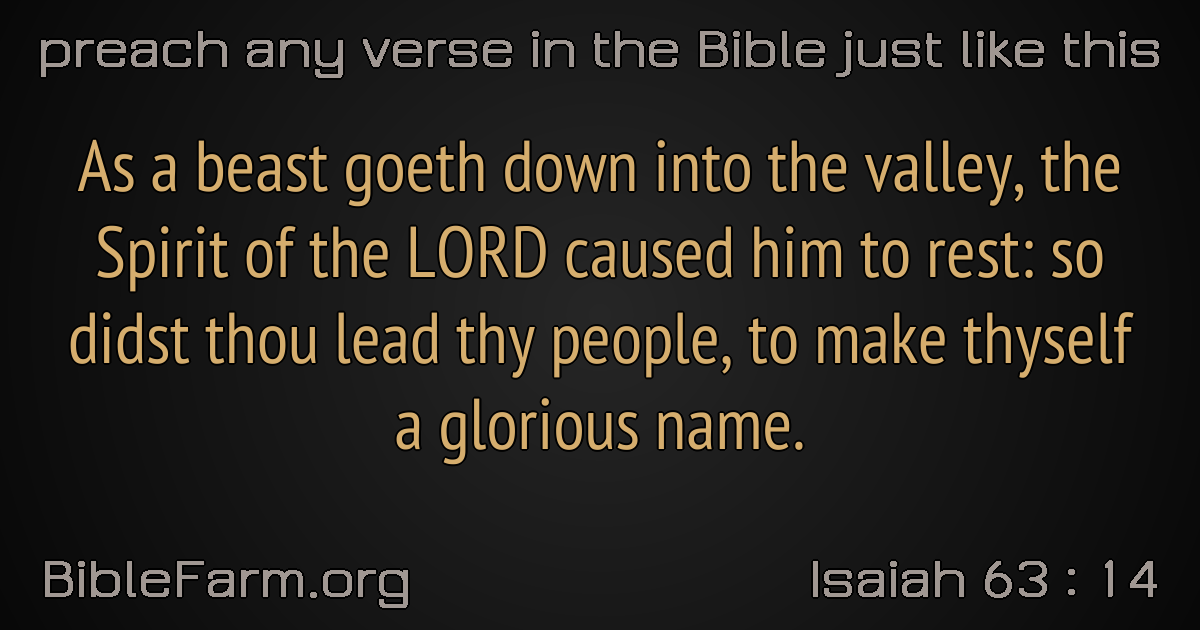 preach any verse in the Bible just like this
As a beast goeth down into the valley, the
Spirit of the LORD caused him to rest: so
didst thou lead thy people, to make thyself
a glorious name.
BibleFarm.org
Isaiah 63 : 14